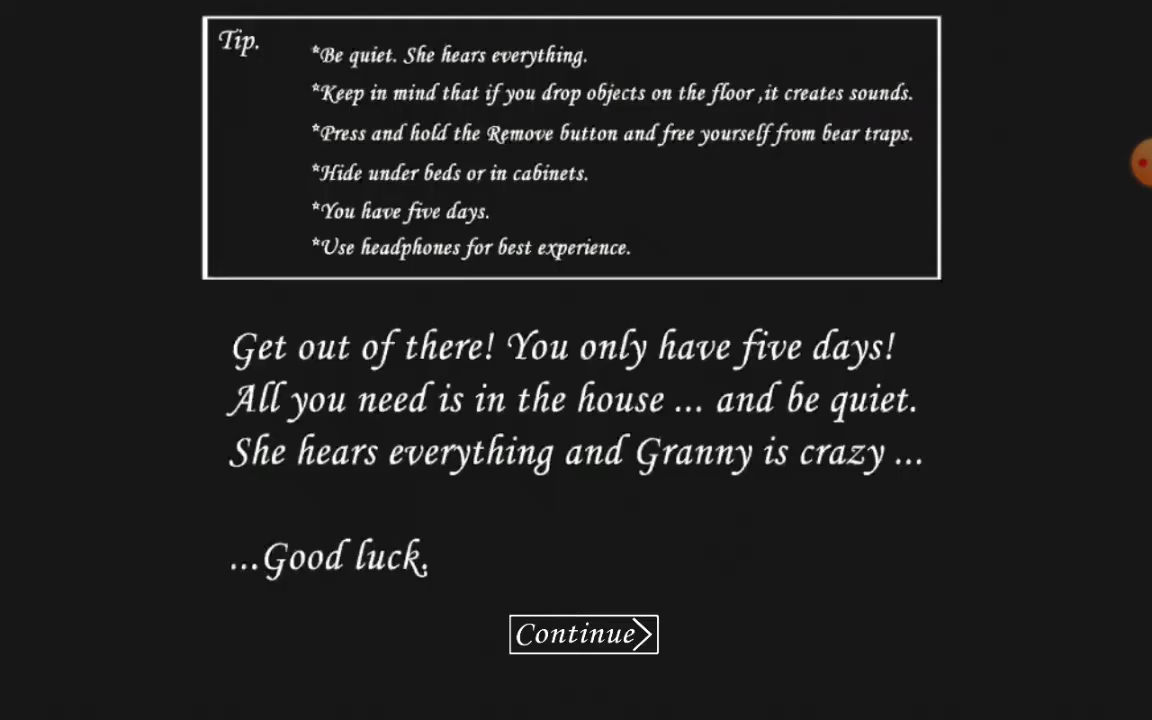 Tip.
*Be quiet. She hears everything.
*Keep in mind that if you drop objects on the floor ,it creates sounds.
*Press and hold the Remove button and free yourself from bear traps.
*Hide under beds or in cabinets.
*You have five days.
*Use headphones for best experience.
Get out of there! You only have five days!
All you need is in the house ... and be quiet.
She hears everything and Granny is crazy ...
...Good luck.
Continue